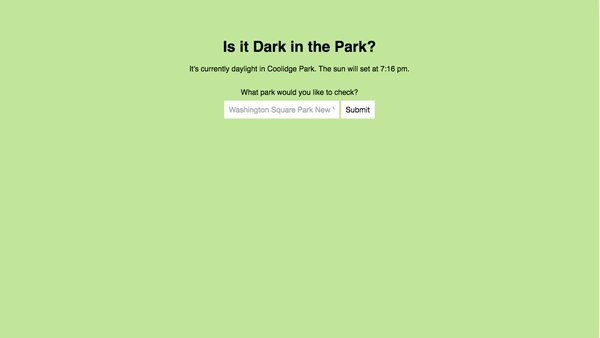 Is it Dark in the Park?
It's currently daylight in Coolidge Park. The sun will set at 7:16 pm.
What park would you like to check?
Washington Square Park New
Submit